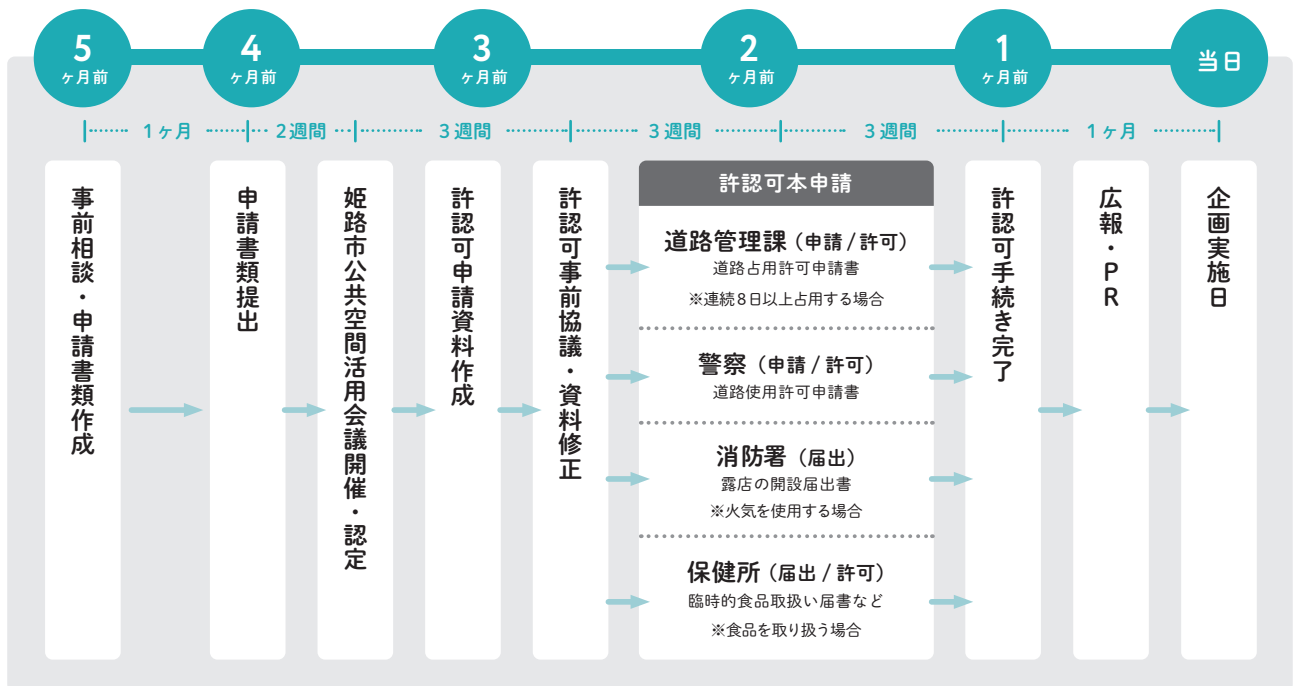 5
ヶ月前
4
ヶ月前
3
ヶ月前
2
ヶ月前
1
ヶ月前
当日
1ヶ月
2週間
3週間
3週間
3週間
1ヶ月
事前相談・申請書類作成
申請書類提出
姫路市公共空間活用会議開催・認定
許認可申請資料作成
許認可事前協議・資料修正
許認可本申請
道路管理課（申請 / 許可）
道路占用許可申請書
※連続8日以上占用する場合
警察（申請 / 許可）
道路使用許可申請書
消防署（届出）
露店の開設届出書
※火気を使用する場合
保健所（届出 / 許可）
臨時的食品取扱い届書など
※食品を取り扱う場合
許認可手続き完了
広報・PR
企画実施日